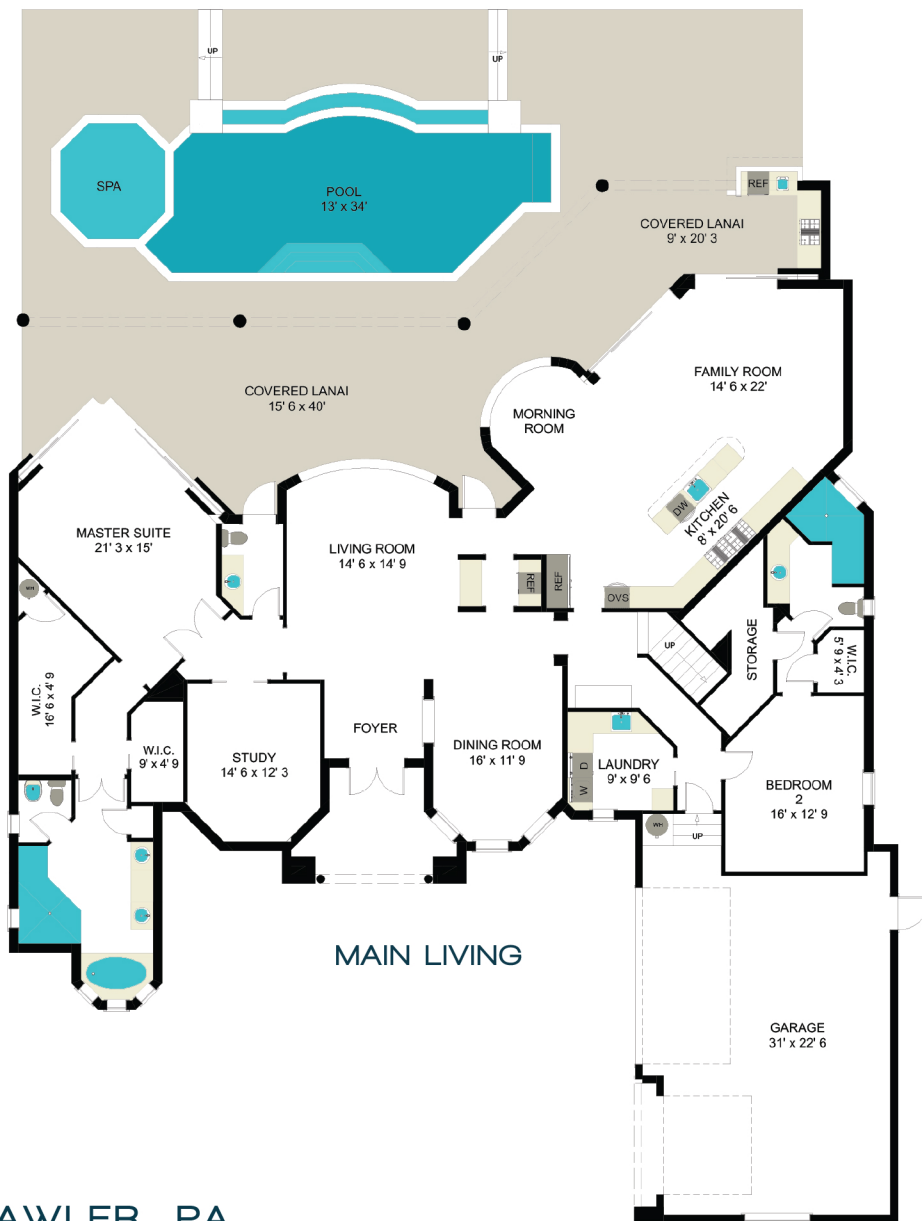 UP
UP
SPA
POOL
13' x 34'
REF
COVERED LANAI
9' x 20' 3
FAMILY ROOM
14' 6 x 22'
COVERED LANAI
15' 6 x 40'
MORNING
ROOM
MASTER SUITE
21' 3 x 15'
LIVING ROOM
14' 6 x 14' 9
DW
KITCHEN
8' x 20' 6
WH
REF
REF
OVS
UP
STORAGE
W.I.C.
5' 9 x 4' 3
W.I.C.
16' 6 x 4' 9
W.I.C.
9' x 4' 9
STUDY
14' 6 x 12' 3
FOYER
DINING ROOM
16' x 11' 9
D
W
LAUNDRY
9' x 9' 6
BEDROOM
2
16' x 12' 9
WH
UP
MAIN LIVING
GARAGE
31' x 22' 6
AWLER, PA